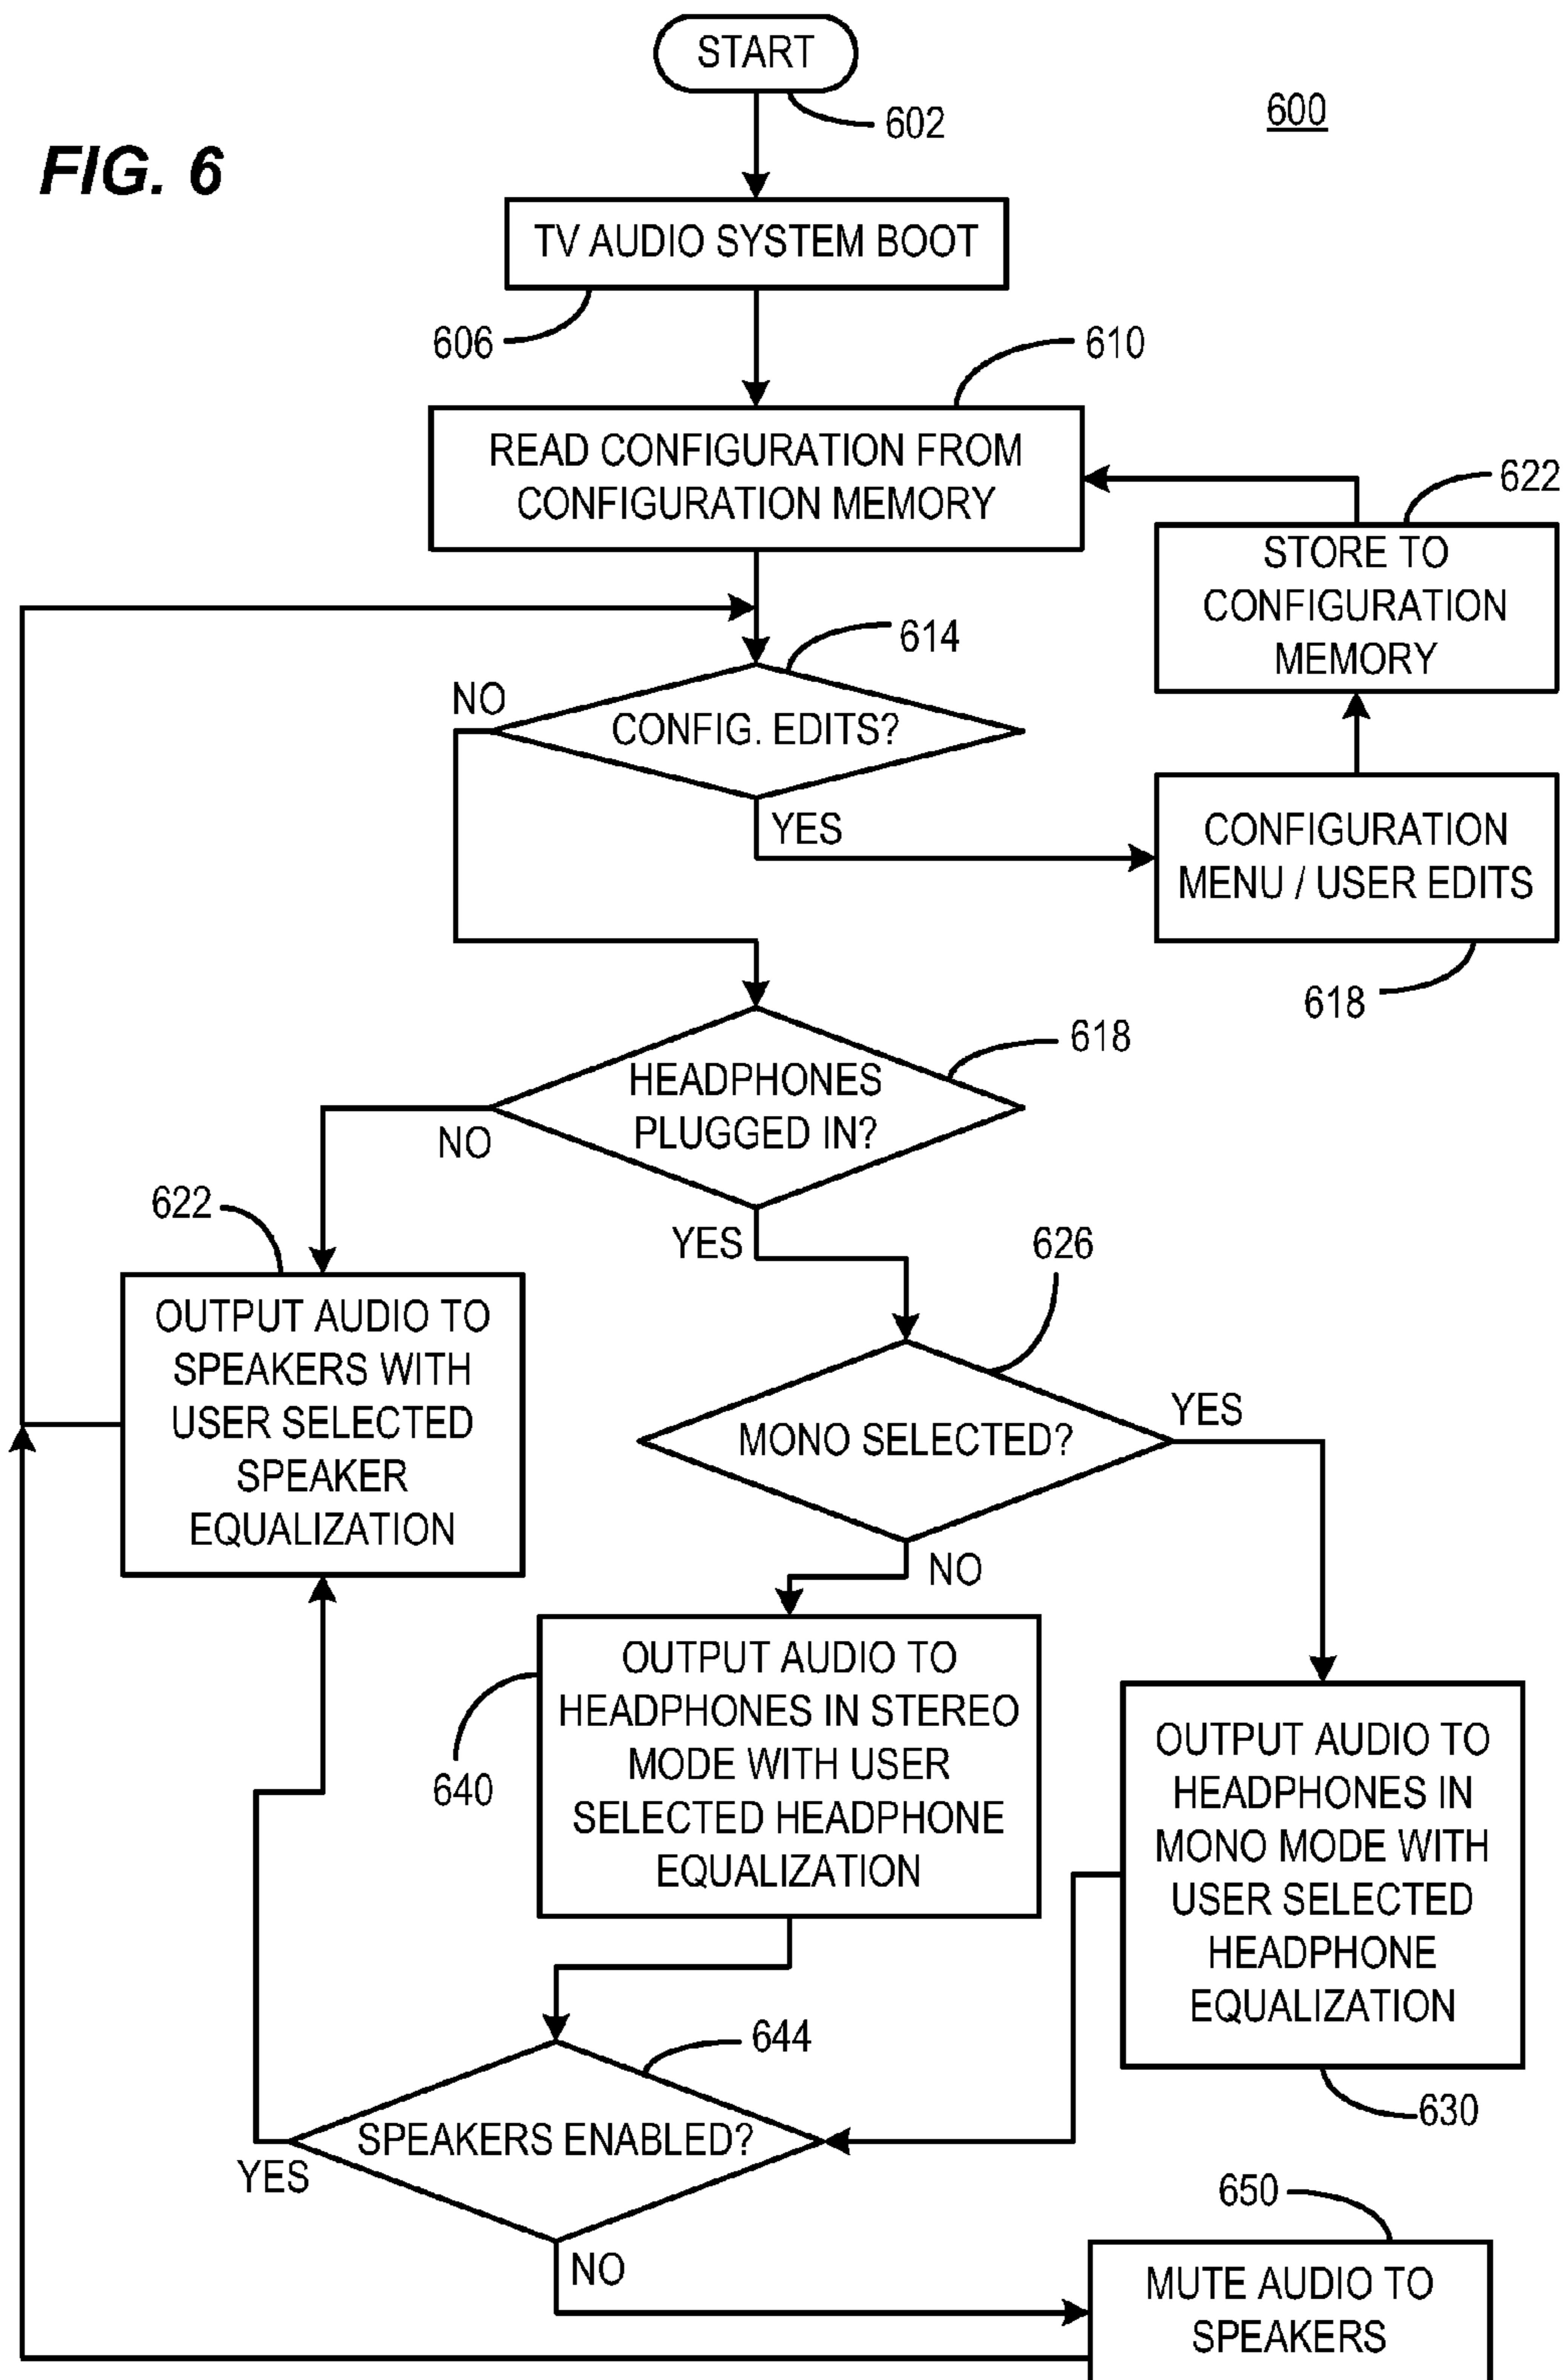 START
602
600
FIG. 6
TV AUDIO SYSTEM BOOT
606
610
READ CONFIGURATION FROM
CONFIGURATION MEMORY
622
STORE TO
CONFIGURATION
MEMORY
614
NO
CONFIG. EDITS?
YES
CONFIGURATION
MENU / USER EDITS
618
618
HEADPHONES
PLUGGED IN?
NO
YES
622
OUTPUT AUDIO TO
SPEAKERS WITH
USER SELECTED
SPEAKER
EQUALIZATION
626
MONO SELECTED?
YES
NO
OUTPUT AUDIO TO
HEADPHONES IN STEREO
MODE WITH USER
SELECTED HEADPHONE
EQUALIZATION
640
OUTPUT AUDIO TO
HEADPHONES IN
MONO MODE WITH
USER SELECTED
HEADPHONE
EQUALIZATION
630
644
SPEAKERS ENABLED?
YES
NO
650
MUTE AUDIO TO
SPEAKERS